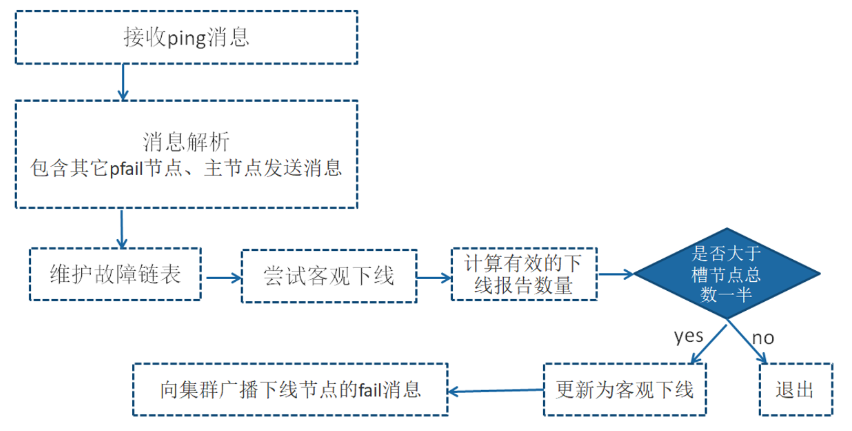 接收ping消息
消息解析
包含其它pfail节点、主节点发送消息
维护故障链表
尝试客观下线
计算有效的下
线报告数量
是否大于
槽节点总
数一半
yes
no
向集群广播下线节点的fail消息
更新为客观下线
退出